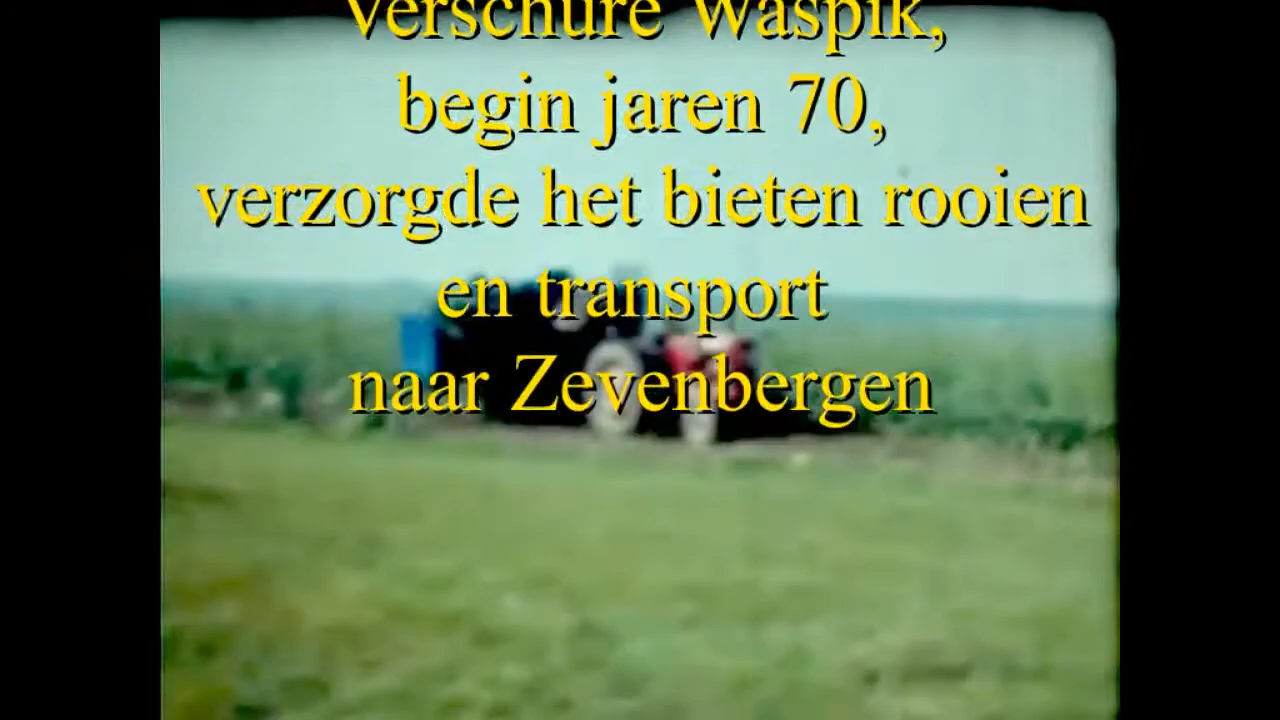 Verschure Waspik,
begin jaren 70,
verzorgde het bieten rooien
en transport
naar Zevenbergen